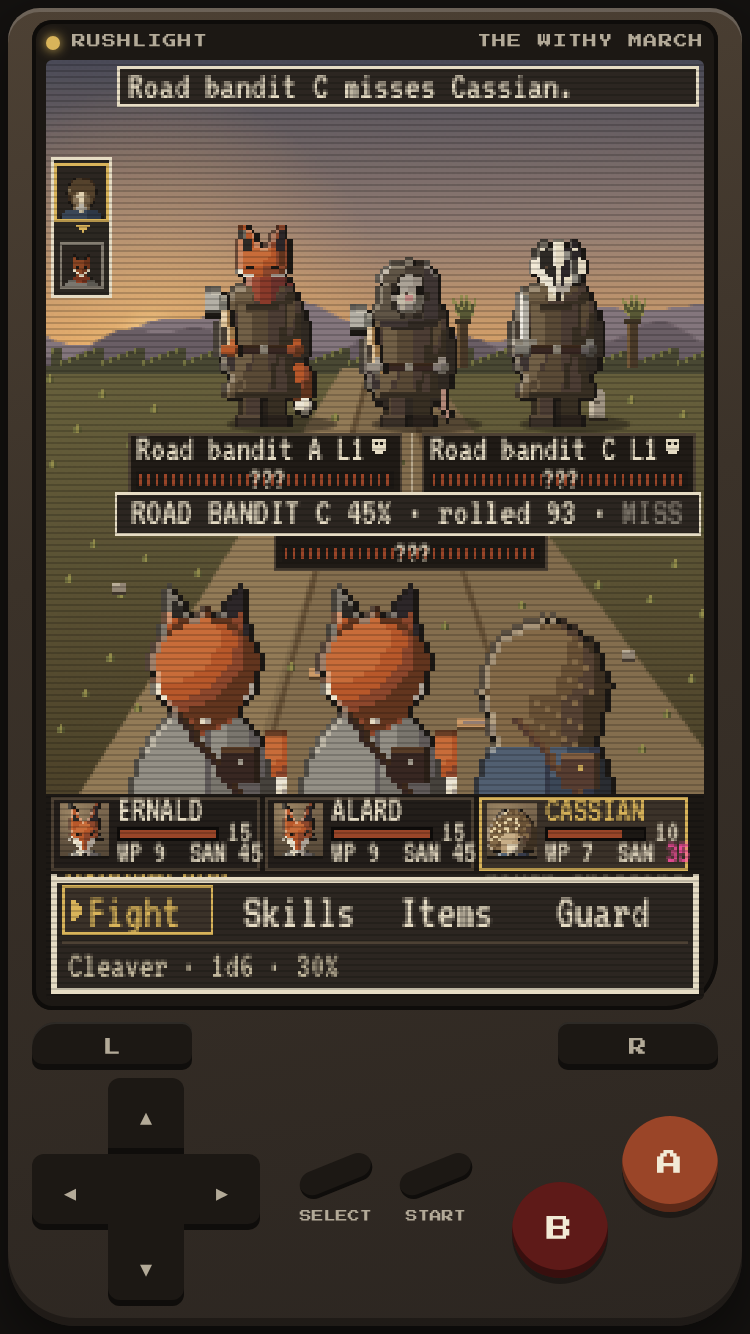 RUSHLIGHT
THE WITHY MARCH
Road bandit C misses Cassian.
Road bandit A L1
Road bandit C L1
???
???
ROAD BANDIT C 45% · rolled 93 · MISS
???
ERNALD
15
WP 9 SAN 45
ALARD
15
WP 9 SAN 45
CASSIAN
10
WP 7 SAN 35
Fight Skills Items Guard
Cleaver · 1d6 · 30%
L
R
A
B
SELECT
START